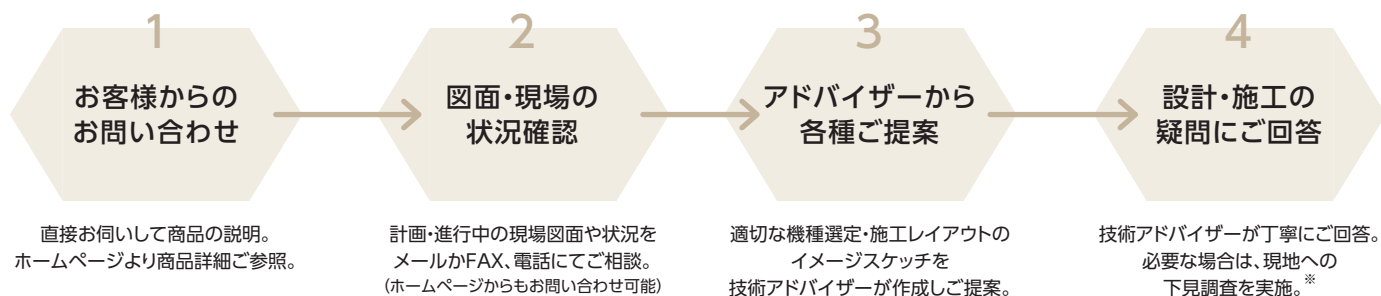 1
お客様からの
お問い合わせ
直接お伺いして商品の説明。
ホームページより商品詳細ご参照。
2
図面・現場の
状況確認
計画・進行中の現場図面や状況を
メールかFAX、電話にてご相談。
(ホームページからもお問い合わせ可能)
3
アドバイザーから
各種ご提案
適切な機種選定・施工レイアウトの
イメージスケッチを
技術アドバイザーが作成しご提案。
4
設計・施工の
疑問にご回答
技術アドバイザーが丁寧にご回答。
必要な場合は、現地への
下見調査を実施。※